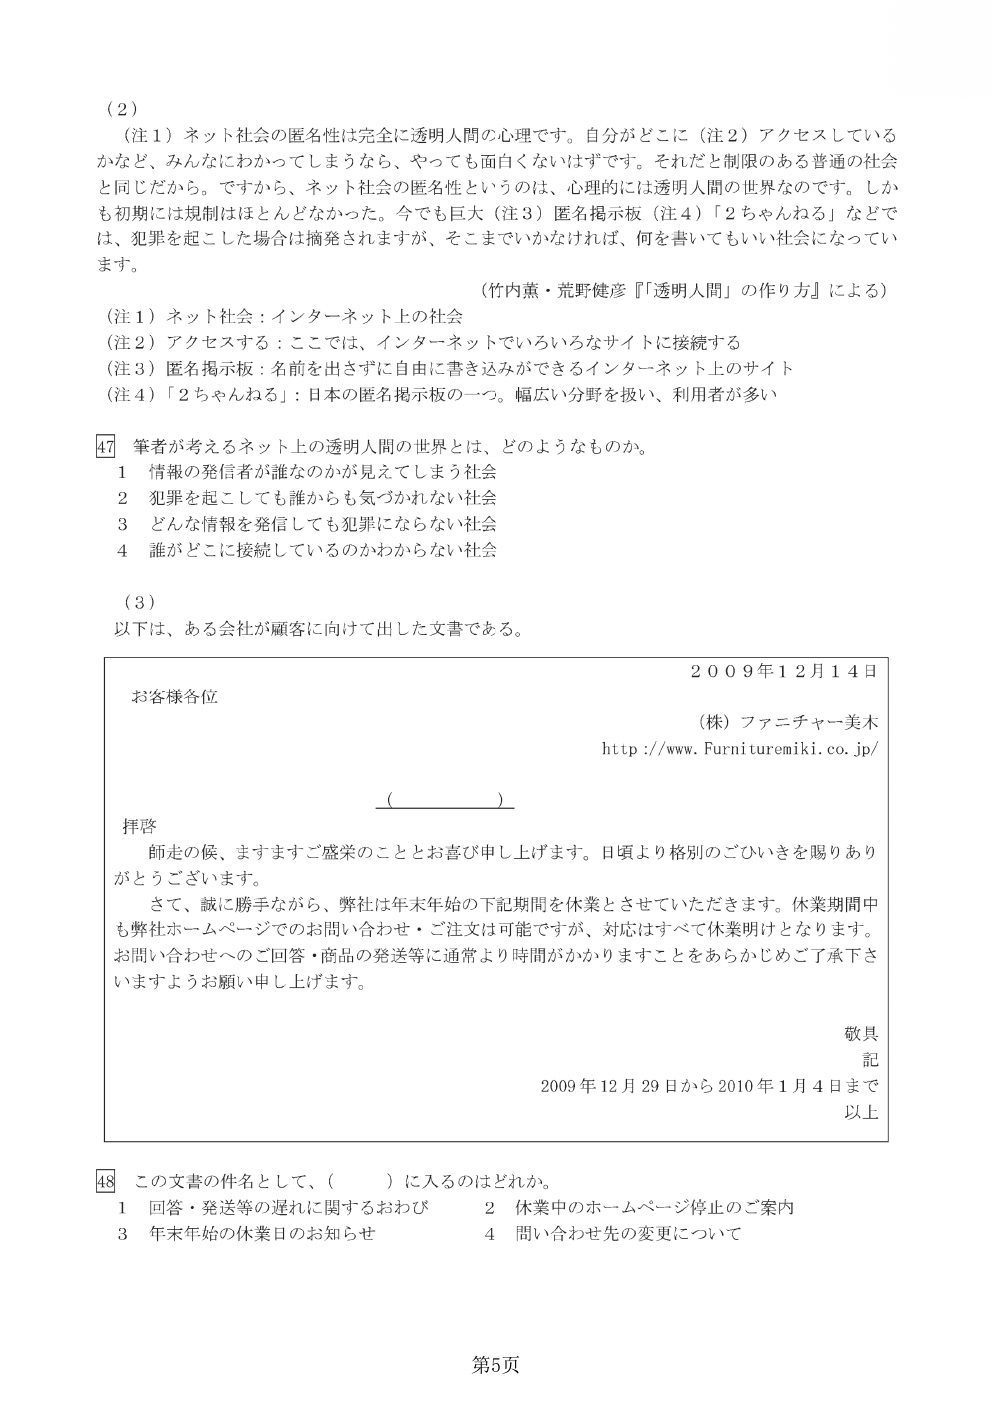 （２）
（注１）ネット社会の匿名性は完全に透明人間の心理です。自分がどこに（注２）アクセスしている
かなど、みんなにわかってしまうなら、やっても面白くないはずです。それだと制限のある普通の社会
と同じだから。ですから、ネット社会の匿名性というのは、心理的には透明人間の世界なのです。しか
も初期には規制はほとんどなかった。今でも巨大（注３）匿名掲示板（注４）「２ちゃんねる」などで
は、犯罪を起こした場合は摘発されますが、そこまでいかなければ、何を書いてもいい社会になってい
ます。
（竹内薫・荒野健彦『「透明人間」の作り方』による）
（注１）ネット社会：インターネット上の社会
（注２）アクセスする：ここでは、インターネットでいろいろなサイトに接続する
（注３）匿名掲示板：名前を出さずに自由に書き込みができるインターネット上のサイト
（注４）「２ちゃんねる」：日本の匿名掲示板の一つ。幅広い分野を扱い、利用者が多い
47 筆者が考えるネット上の透明人間の世界とは、どのようなものか。
１ 情報の発信者が誰なのかが見えてしまう社会
２ 犯罪を起こしても誰からも気づかれない社会
３ どんな情報を発信しても犯罪にならない社会
４ 誰がどこに接続しているのかわからない社会
（３）
以下は、ある会社が顧客に向けて出した文書である。
２００９年１２月１４日
お客様各位
（株）ファニチャー美木
http://www.Furnituremiki.co.jp/
（　　　　　　）
拝啓
師走の候、ますますご盛栄のこととお喜び申し上げます。日頃より格別のごひいきを賜りあり
がとうございます。
さて、誠に勝手ながら、弊社は年末年始の下記期間を休業とさせていただきます。休業期間中
も弊社ホームページでのお問い合わせ・ご注文は可能ですが、対応はすべて休業明けとなります。
お問い合わせへのご回答・商品の発送等に通常より時間がかかりますことをあらかじめご了承下さ
いますようお願い申し上げます。
敬具
記
2009年12月29日から2010年１月４日まで
以上
48 この文書の件名として、（　　　）に入るのはどれか。
１ 回答・発送等の遅れに関するおわび　　２ 休業中のホームページ停止のご案内
３ 年末年始の休業日のお知らせ　　４ 問い合わせ先の変更について
第5页